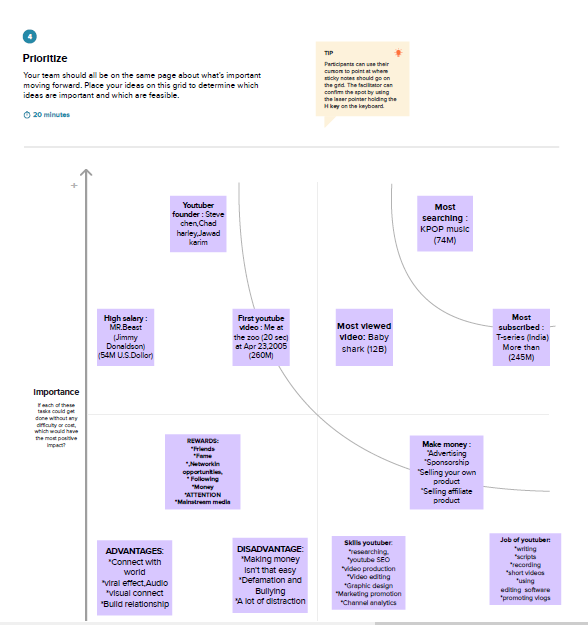 4
Prioritize
Your team should all be on the same page about what's important
moving forward. Place your ideas on this grid to determine which
ideas are important and which are feasible.
20 minutes
TIP
Participants can use their
cursors to point at where
sticky notes should go on
the grid. The facilitator can
confirm the spot by using
the laser pointer holding the
H key on the keyboard.
+
Youtuber
founder : Steve
chen,Chad
harley,Jawad
karim
Most
searching :
KPOP music
(74M)
High salary :
MR.Beast
(Jimmy
Donaldson)
(54M U.S.Dollor)
First youtube
video : Me at
the zoo (20 sec)
at Apr 23,2005
(260M)
Most viewed
video: Baby
shark (12B)
Most
subscribed :
T-series (India)
More than
(245M)
Importance
If each of these
tasks could get
done without any
difficulty or cost,
which would have
the most positive
impact?
REWARDS:
*Friends
*Fame
*,Networkin
opportunities,
* Following
*Money
*ATTENTION
*Mainstream media
Make money :
*Advertising
*Sponsorship
*Selling your own
product
*Selling affiliate
product
ADVANTAGES:
*Connect with
world
*viral effect,Audio
*visual connect
*Build relationship
DISADVANTAGE:
*Making money
Isn't that easy
*Defamation and
Bullying
*A lot of distraction
Skills youtuber:
*researching,
*youtube SEO
*video production
*Video editing
*Graphic design
*Marketing promotion
*Channel analytics
Job of youtuber:
*writing
*scripts
*recording
*short videos
*using
editing software
*promoting vlogs